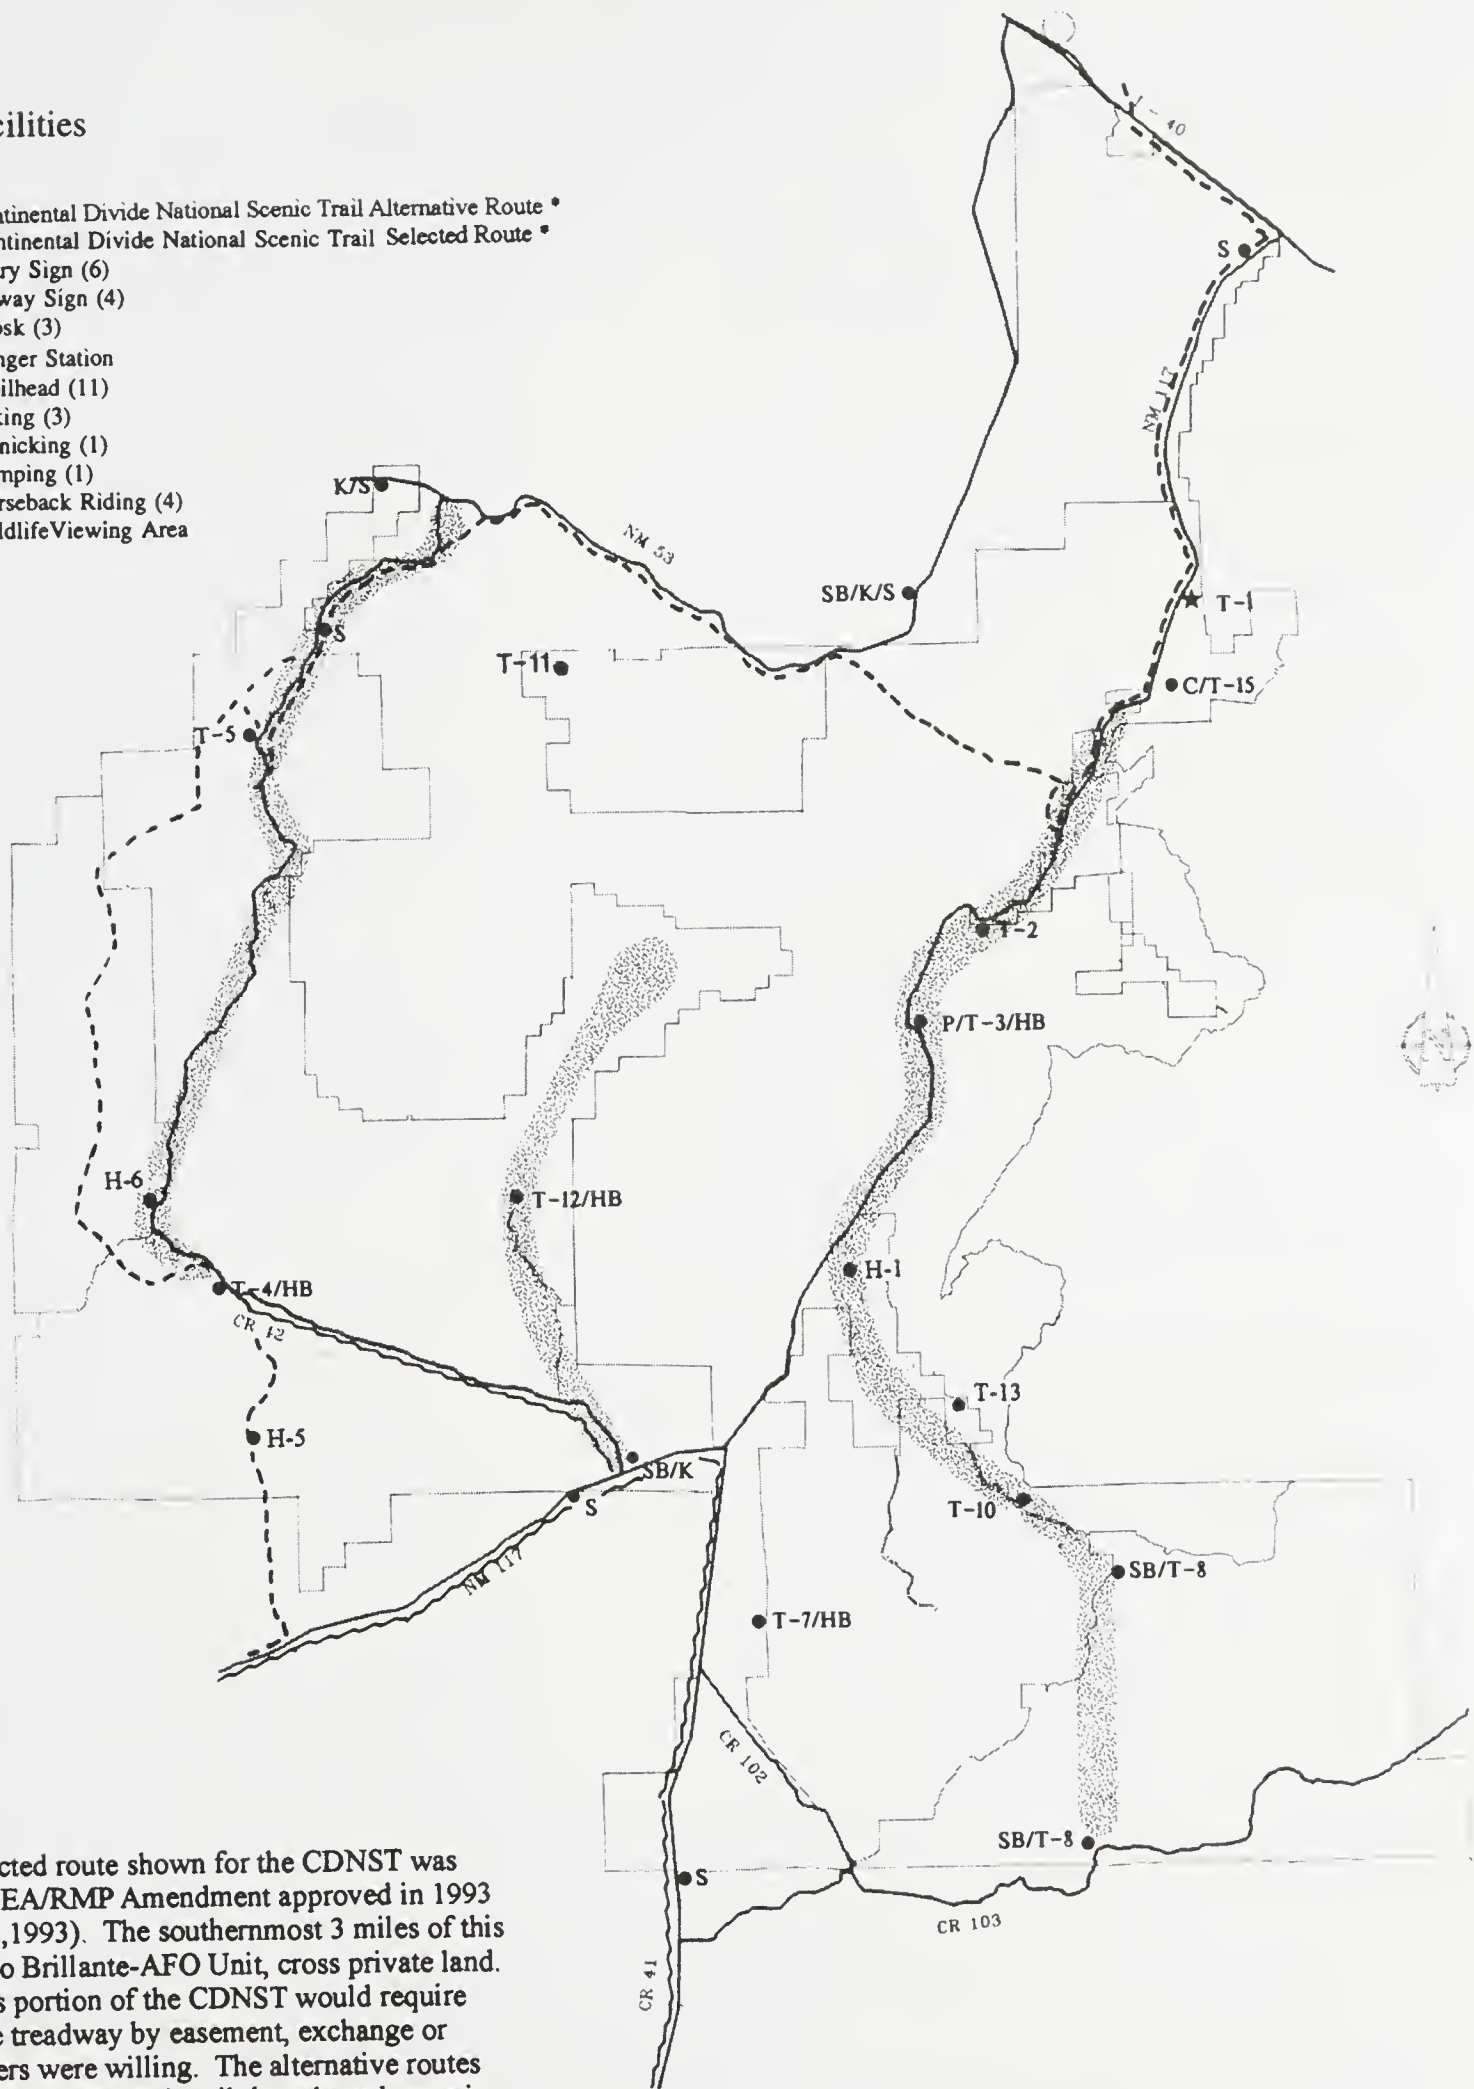 cilities
ntinental Divide National Scenic Trail Alternative Route *
ntinental Divide National Scenic Trail Selected Route *
ry Sign (6)
way Sign (4)
osk (3)
nger Station
ilhead (11)
king (3)
nicking (1)
mping (1)
rseback Riding (4)
ldlifeViewing Area
I-40
S
NM 117
K/S
NM 53
SB/K/S
T-1
S
T-11
C/T-15
T-5
T-2
P/T-3/HB
H-6
T-12/HB
H-1
T-4/HB
CR 42
T-13
H-5
SB/K
S
T-10
NM 117
SB/T-8
T-7/HB
CR 102
SB/T-8
S
CR 103
CR 41
cted route shown for the CDNST was
EA/RMP Amendment approved in 1993
,1993). The southernmost 3 miles of this
o Brillante-AFO Unit, cross private land.
s portion of the CDNST would require
e treadway by easement, exchange or
ers were willing. The alternative routes